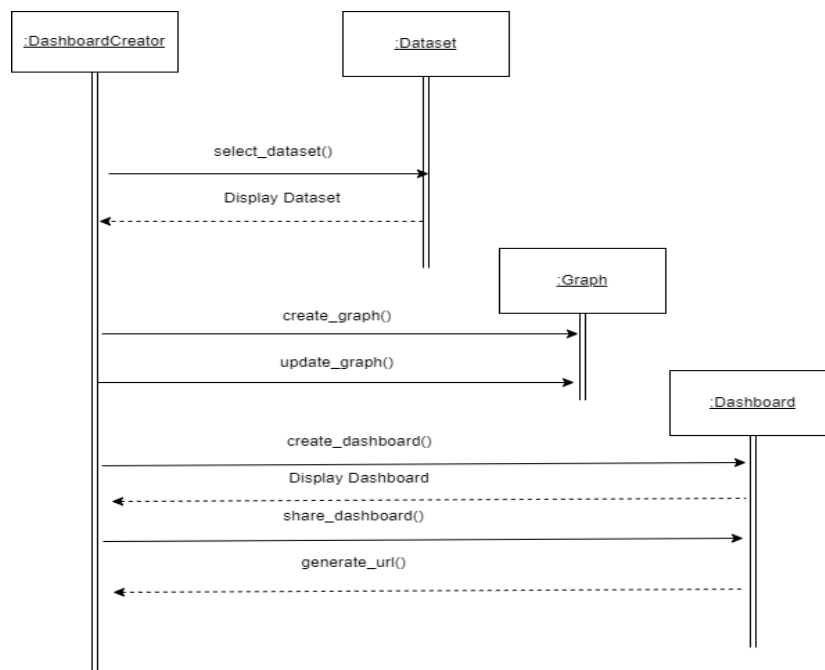 :DashboardCreator
:Dataset
select_dataset()
Display Dataset
:Graph
create_graph()
update_graph()
:Dashboard
create_dashboard()
Display Dashboard
share_dashboard()
generate_url()